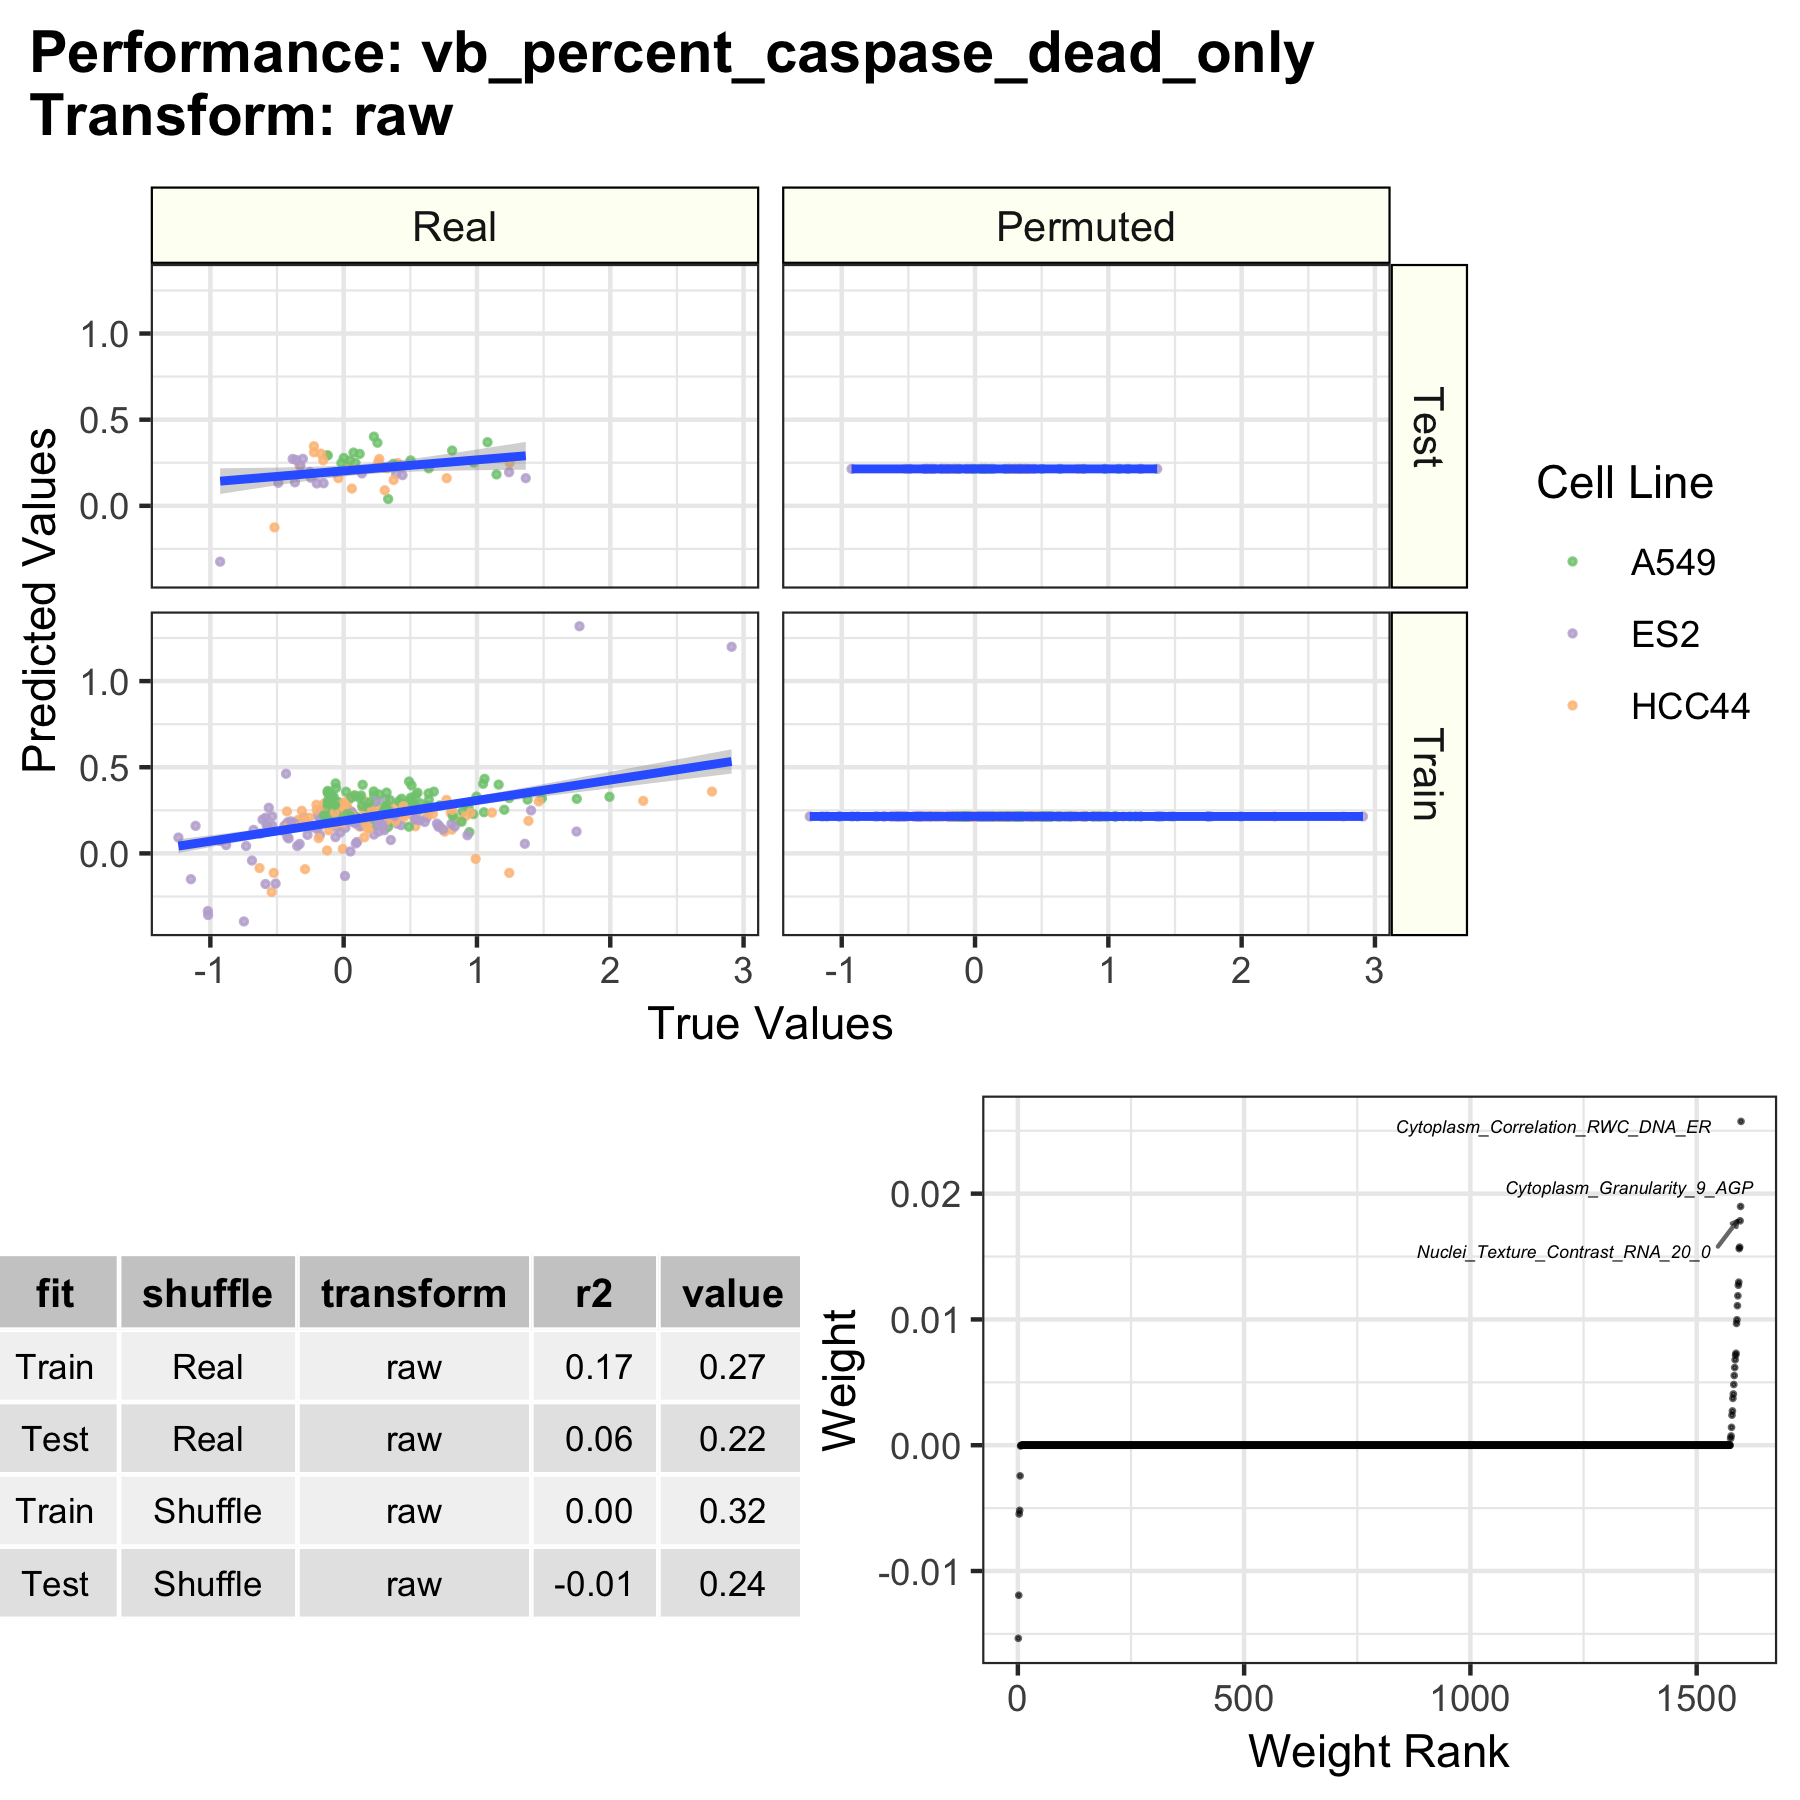 Performance: vb_percent_caspase_dead_only
Transform: raw
Real
Permuted
1.0
0.5
0.0
Test
1.0
0.5
0.0
Train
Predicted Values
-1 0 1 2 3
-1 0 1 2 3
True Values
Cell Line
A549
ES2
HCC44
fit shuffle transform r2 value
Train Real raw 0.17 0.27
Test Real raw 0.06 0.22
Train Shuffle raw 0.00 0.32
Test Shuffle raw -0.01 0.24
Weight
0.02
0.01
0.00
-0.01
Cytoplasm_Correlation_RWC_DNA_ER
Cytoplasm_Granularity_9_AGP
Nuclei_Texture_Contrast_RNA_20_0
0 500 1000 1500
Weight Rank